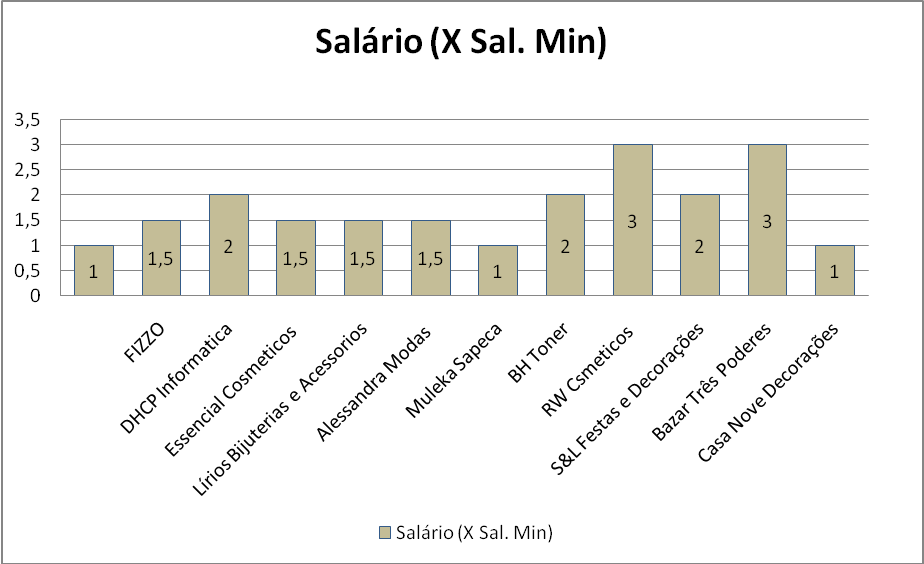 Salário (X Sal. Min)
3,5
3
2,5
2
1,5
1
0,5
0
1
1,5
2
1,5
1,5
1,5
1
2
3
2
3
1
FIZZO
DHCP Informatica
Essencial Cosmeticos
Lírios Bijuterias e Acessorios
Alessandra Modas
Muleka Sapeca
BH Toner
RW Csmeticos
S&L Festas e Decorações
Bazar Três Poderes
Casa Nove Decorações
Salário (X Sal. Min)